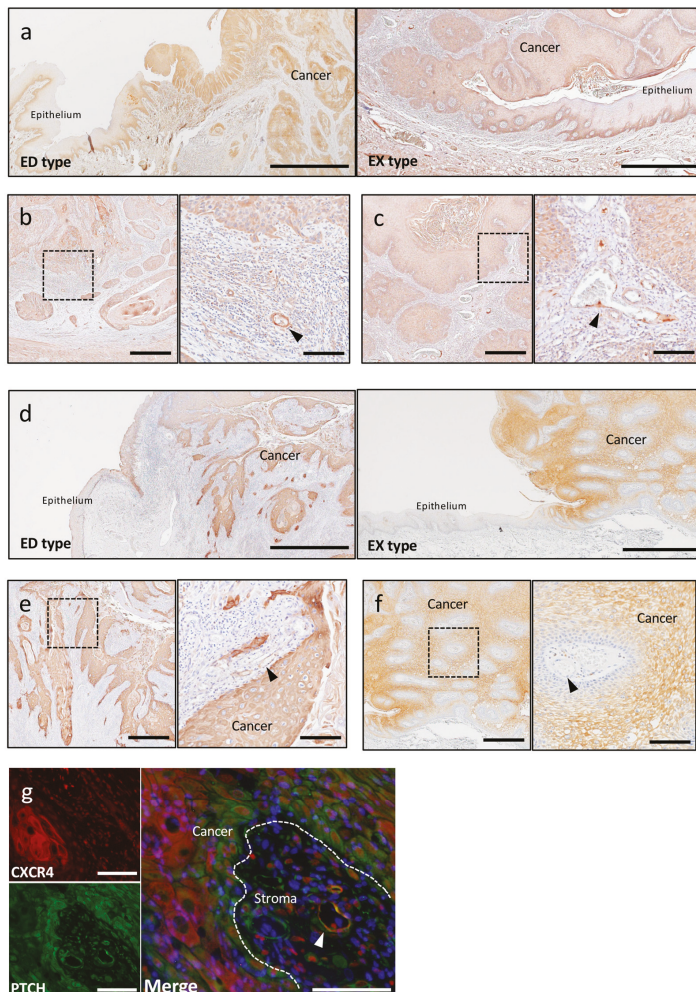 a
Cancer
Epithelium
ED type
Cancer
Epithelium
EX type
b
c
d
Cancer
Epithelium
ED type
Cancer
Epithelium
EX type
e
Cancer
f
Cancer
Cancer
g
CXCR4
PTCH
Cancer
Stroma
Merge